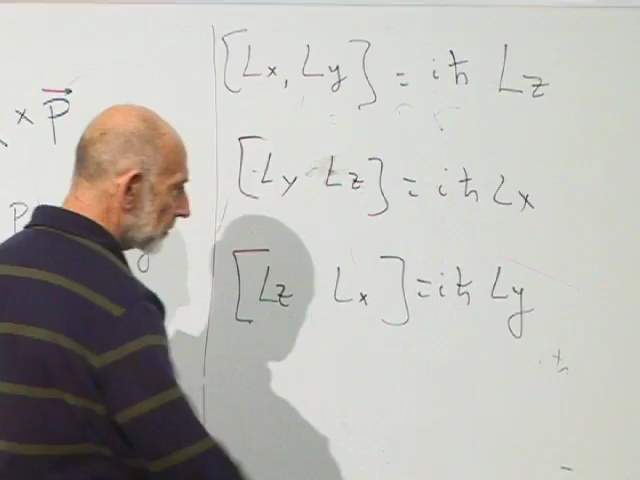 × P⃗
P
[Lx, Ly] = iħ Lz
[Ly Lz] = iħ Lx
[Lz Lx] = iħ Ly
ħ